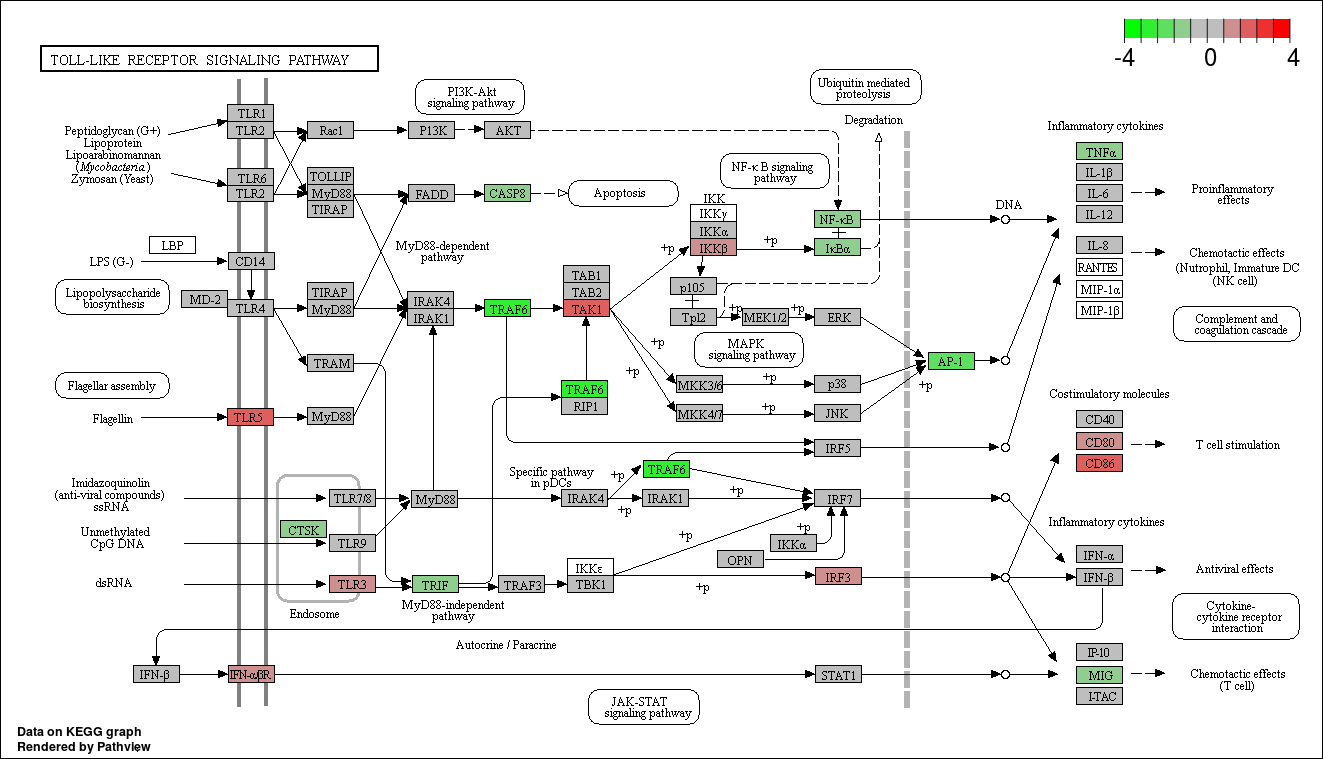 -4 0 4
TOLL-LIKE RECEPTOR SIGNALING PATHWAY
PI3K-Akt
signaling pathway
Ubiquitin mediated
proteolysis
Degradation
TLR1
TLR2
Rac1
P13K
AKT
Peptidoglycan (G+)
Lipoprotein
Lipoarabinomannan
(Mycobacteria)
Zymosan (Yeast)
TLR6
TLR2
TOLLIP
MyD88
TIRAP
FADD
CASP8
Apoptosis
NF-κ B signaling
pathway
IKK
IKKγ
IKKα
IKKβ
+p
+p
NF-κB
+
IκBα
DNA
Inflammatory cytokines
TNFα
IL-1β
IL-6
IL-12
Proinflammatory
effects
IL-8
RANTES
MIP-1α
MIP-1β
Chemotactic effects
(Nutrophil, Immature DC
(NK cell)
LBP
LPS (G-)
CD14
MyD88-dependent
pathway
Lipopolysaccharide
biosynthesis
MD-2
TLR4
TIRAP
MyD88
IRAK4
IRAK1
TRAF6
TAB1
TAB2
TAK1
p105
+
Tpl2
+p
MEK1/2
+p
ERK
Complement and
coagulation cascade
MAPK
signaling pathway
TRAM
+p
+p
MKK3/6
+p
p38
MKK4/7
+p
JNK
AP-1
+p
Flagellar assembly
Flagellin
TLR5
MyD88
TRAF6
RIP1
IRF5
Costimulatory molecules
CD40
CD80
CD86
T cell stimulation
Specific pathway
in pDCs
Imidazoquinolin
(anti-viral compounds)
ssRNA
TLR7/8
MyD88
IRAK4
+p
+p
TRAF6
IRAK1
+p
IRF7
Unmethylated
CpG DNA
CTSK
TLR9
+p
+p
IKKα
OPN
Inflammatory cytokines
IFN-α
IFN-β
Antiviral effects
dsRNA
TLR3
TRIF
TRAF3
IKKε
TBK1
+p
IRF3
Endosome
MyD88-independent
pathway
Cytokine-
cytokine receptor
interaction
Autocrine / Paracrine
IFN-β
IFN-αβR
STAT1
IP-10
MIG
I-TAC
Chemotactic effects
(T cell)
JAK-STAT
signaling pathway
Data on KEGG graph
Rendered by Pathview